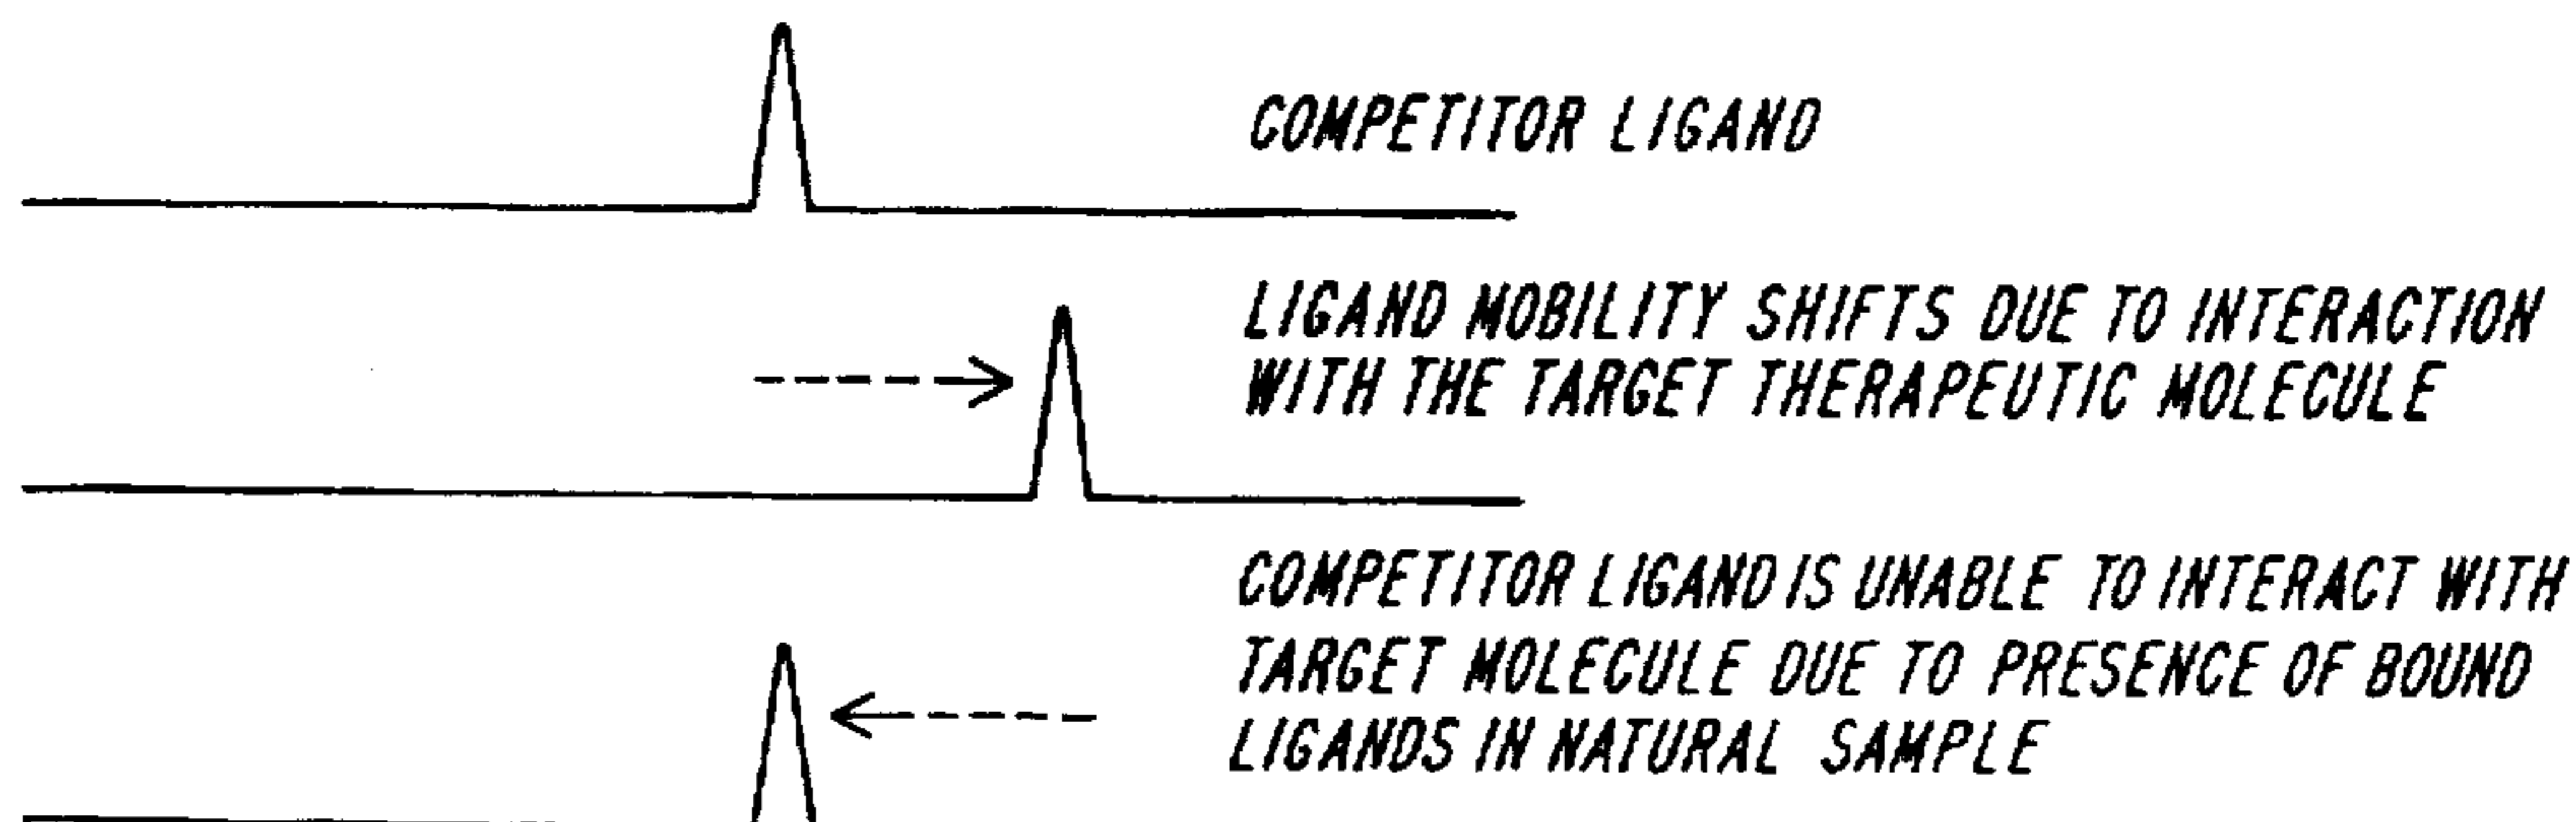 COMPETITOR LIGAND
LIGAND MOBILITY SHIFTS DUE TO INTERACTION
WITH THE TARGET THERAPEUTIC MOLECULE
COMPETITOR LIGAND IS UNABLE TO INTERACT WITH
TARGET MOLECULE DUE TO PRESENCE OF BOUND
LIGANDS IN NATURAL SAMPLE